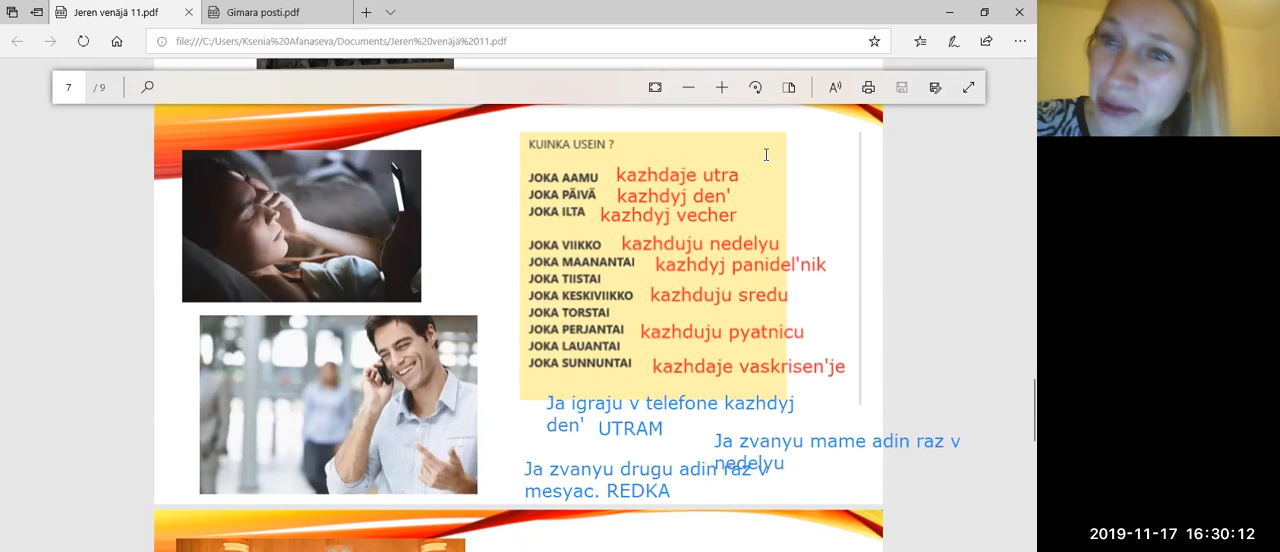 Jeren venäjä 11.pdf
Gimara posti.pdf
file:///C:/Users/Ksenia%20Afanaseva/Documents/Jeren%20venäjä%2011.pdf
7 / 9
KUINKA USEIN ?
JOKA AAMU kazhdaje utra
JOKA PÄIVÄ kazhdyj den'
JOKA ILTA kazhdyj vecher
JOKA VIIKKO kazhduju nedelyu
JOKA MAANANTAI kazhdyj panidel'nik
JOKA TIISTAI
JOKA KESKIVIIKKO kazhduju sredu
JOKA TORSTAI
JOKA PERJANTAI kazhduju pyatnicu
JOKA LAUANTAI
JOKA SUNNUNTAI kazhdaje vaskrisen'je
Ja igraju v telefone kazhdyj
den' UTRAM
Ja zvanyu mame adin raz v
nedelyu
Ja zvanyu drugu adin raz v
mesyac. REDKA
2019-11-17 16:30:12